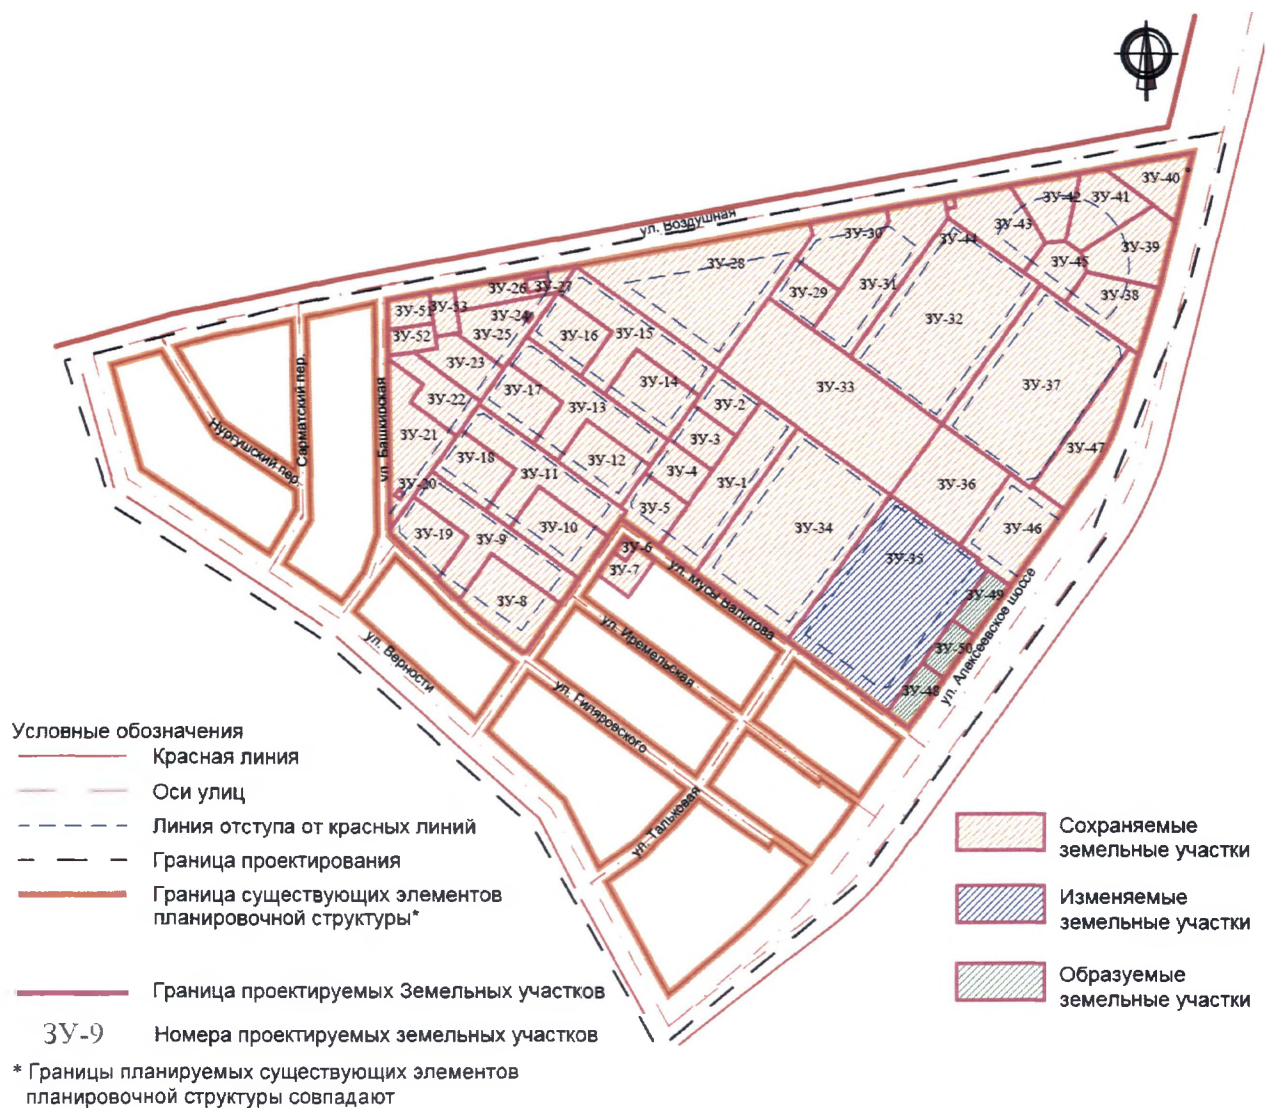 ул. Воздушная
ЗУ-40
ЗУ-42
ЗУ-41
ЗУ-43
ЗУ-44
ЗУ-39
ЗУ-45
ЗУ-38
ЗУ-30
ЗУ-28
ЗУ-31
ЗУ-29
ЗУ-32
ЗУ-26
ЗУ-27
ЗУ-51
ЗУ-53
ЗУ-24
ЗУ-25
ЗУ-52
ЗУ-16
ЗУ-15
ЗУ-23
ЗУ-14
ЗУ-33
ЗУ-37
ЗУ-17
ЗУ-22
ЗУ-13
ЗУ-2
ЗУ-21
ЗУ-3
ЗУ-47
ЗУ-18
ЗУ-12
ЗУ-11
ЗУ-4
ЗУ-1
ЗУ-20
ЗУ-36
ЗУ-5
ЗУ-19
ЗУ-9
ЗУ-10
ЗУ-34
ЗУ-46
ЗУ-6
ЗУ-7
ЗУ-35
ЗУ-8
ЗУ-49
ЗУ-50
ЗУ-48
Нургушский пер.
Сарматский пер.
ул. Башкирская
ул. Мусы Валитова
ул. Иремельская
ул. Гиляровского
ул. Верности
ул. Тальковая
ул. Алексеевское шоссе
Условные обозначения
Красная линия
Оси улиц
Линия отступа от красных линий
Граница проектирования
Граница существующих элементов
планировочной структуры*
Граница проектируемых Земельных участков
ЗУ-9
Номера проектируемых земельных участков
* Границы планируемых существующих элементов
планировочной структуры совпадают
Сохраняемые
земельные участки
Изменяемые
земельные участки
Образуемые
земельные участки